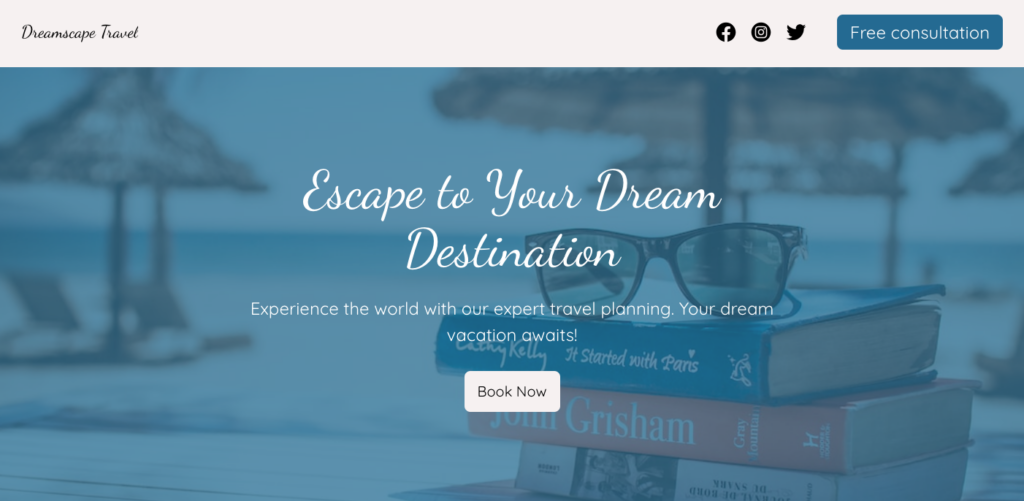 Dreamscape Travel
Free consultation
Escape to Your Dream
Destination
Experience the world with our expert travel planning. Your dream
vacation awaits!
Cathy Kelly It Started with Paris
Book Now
John Grisham Gray